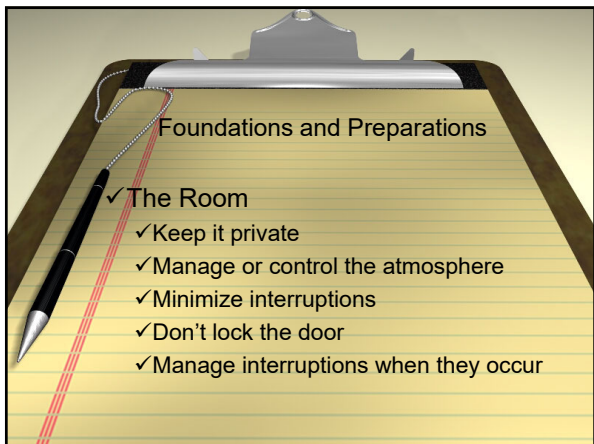 Foundations and Preparations
✓The Room
✓Keep it private
✓Manage or control the atmosphere
✓Minimize interruptions
✓Don’t lock the door
✓Manage interruptions when they occur